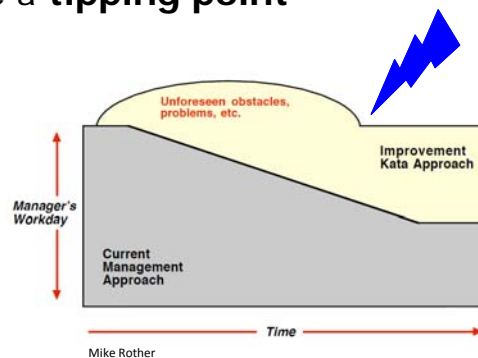 a tipping point
Unforeseen obstacles,
problems, etc.
Improvement
Kata Approach
Manager's
Workday
Current
Management
Approach
Time
Mike Rother